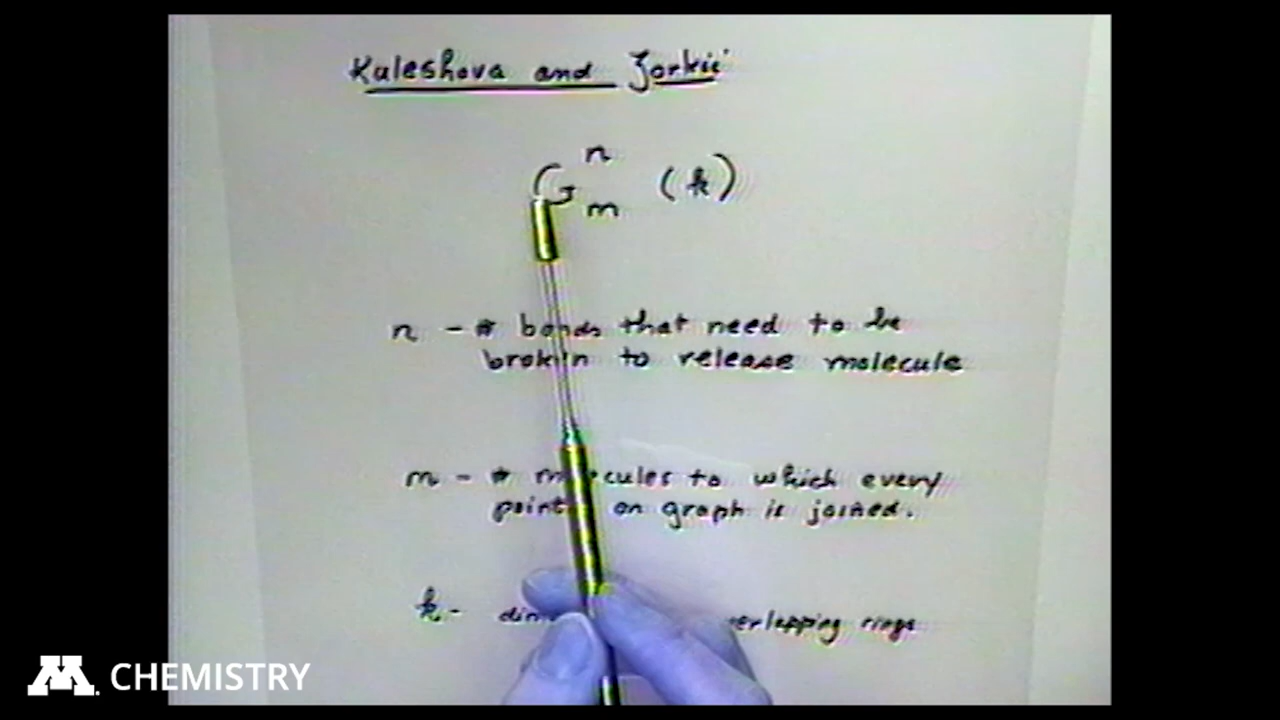 Kuleshova and Zorkii
G n (k)
m
n - # bonds that need to be
broken to release molecule
m - # molecules to which every
point on graph is joined.
k - overlapping rings
M. CHEMISTRY